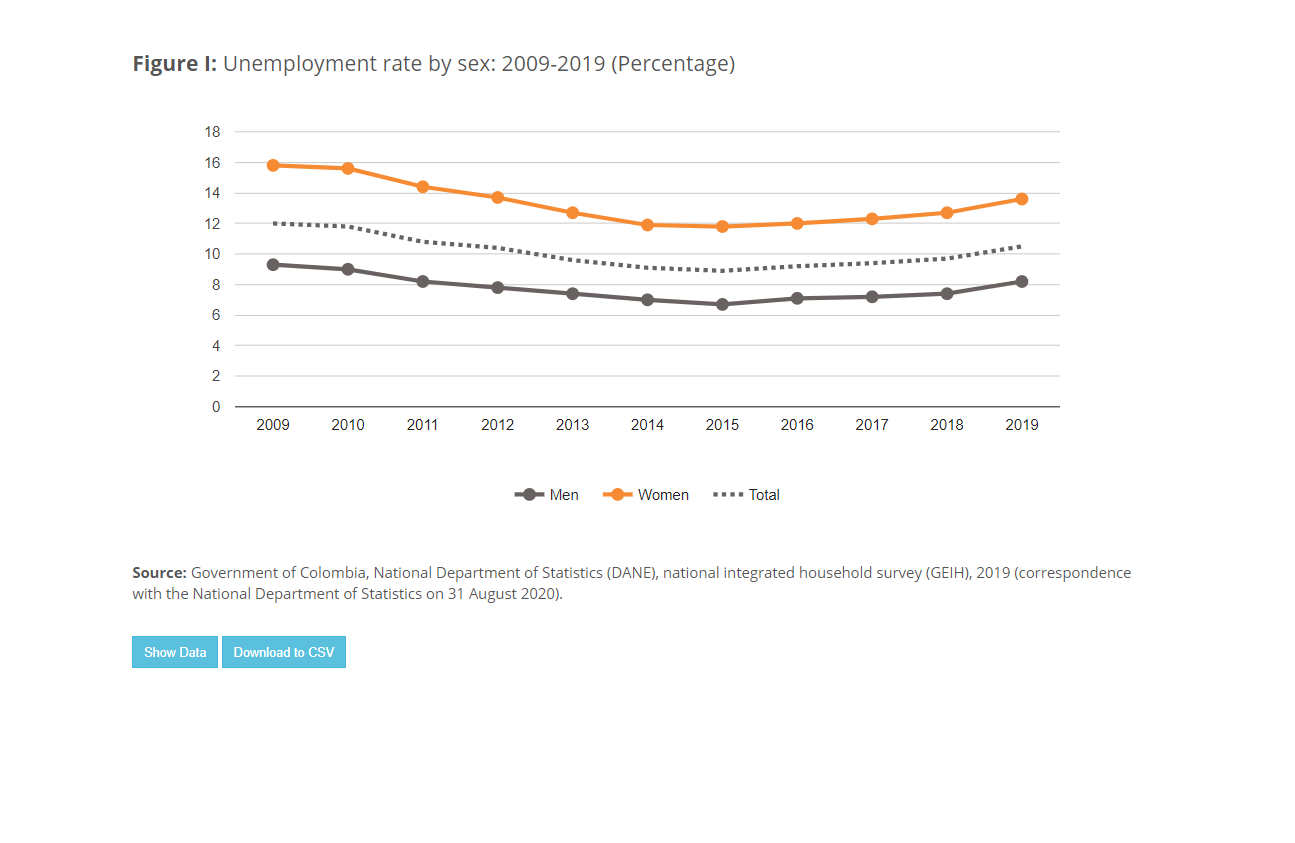 Figure I: Unemployment rate by sex: 2009-2019 (Percentage)
18
16
14
12
10
8
6
4
2
0
2009 2010 2011 2012 2013 2014 2015 2016 2017 2018 2019
Men Women Total
Source: Government of Colombia, National Department of Statistics (DANE), national integrated household survey (GEIH), 2019 (correspondence
with the National Department of Statistics on 31 August 2020).
Show Data Download to CSV